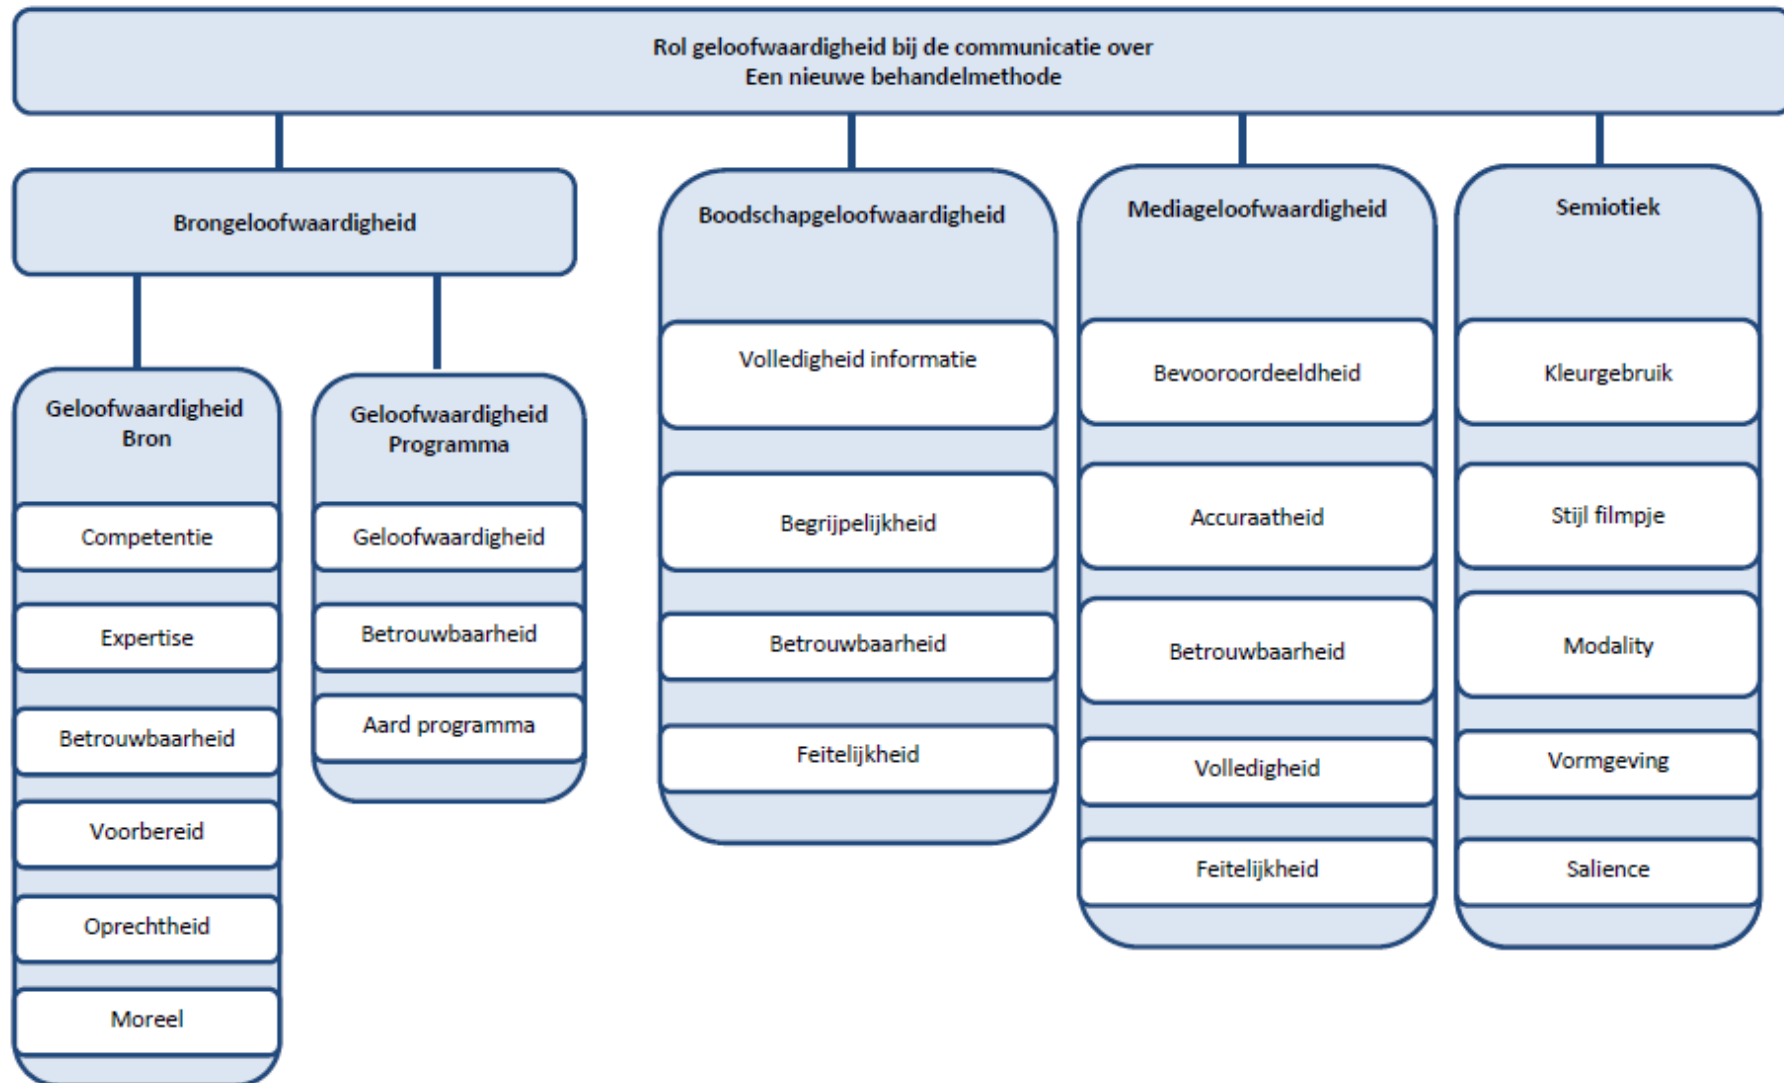 Rol geloofwaardigheid bij de communicatie over
Een nieuwe behandelmethode
Brongeloofwaardigheid
Geloofwaardigheid
Bron
Competentie
Expertise
Betrouwbaarheid
Voorbereid
Oprechtheid
Moreel
Geloofwaardigheid
Programma
Geloofwaardigheid
Betrouwbaarheid
Aard programma
Boodschapgeloofwaardigheid
Volledigheid informatie
Begrijpelijkheid
Betrouwbaarheid
Feitelijkheid
Mediageloofwaardigheid
Bevooroordeeldheid
Accuraatheid
Betrouwbaarheid
Volledigheid
Feitelijkheid
Semiotiek
Kleurgebruik
Stijl filmpje
Modality
Vormgeving
Salience